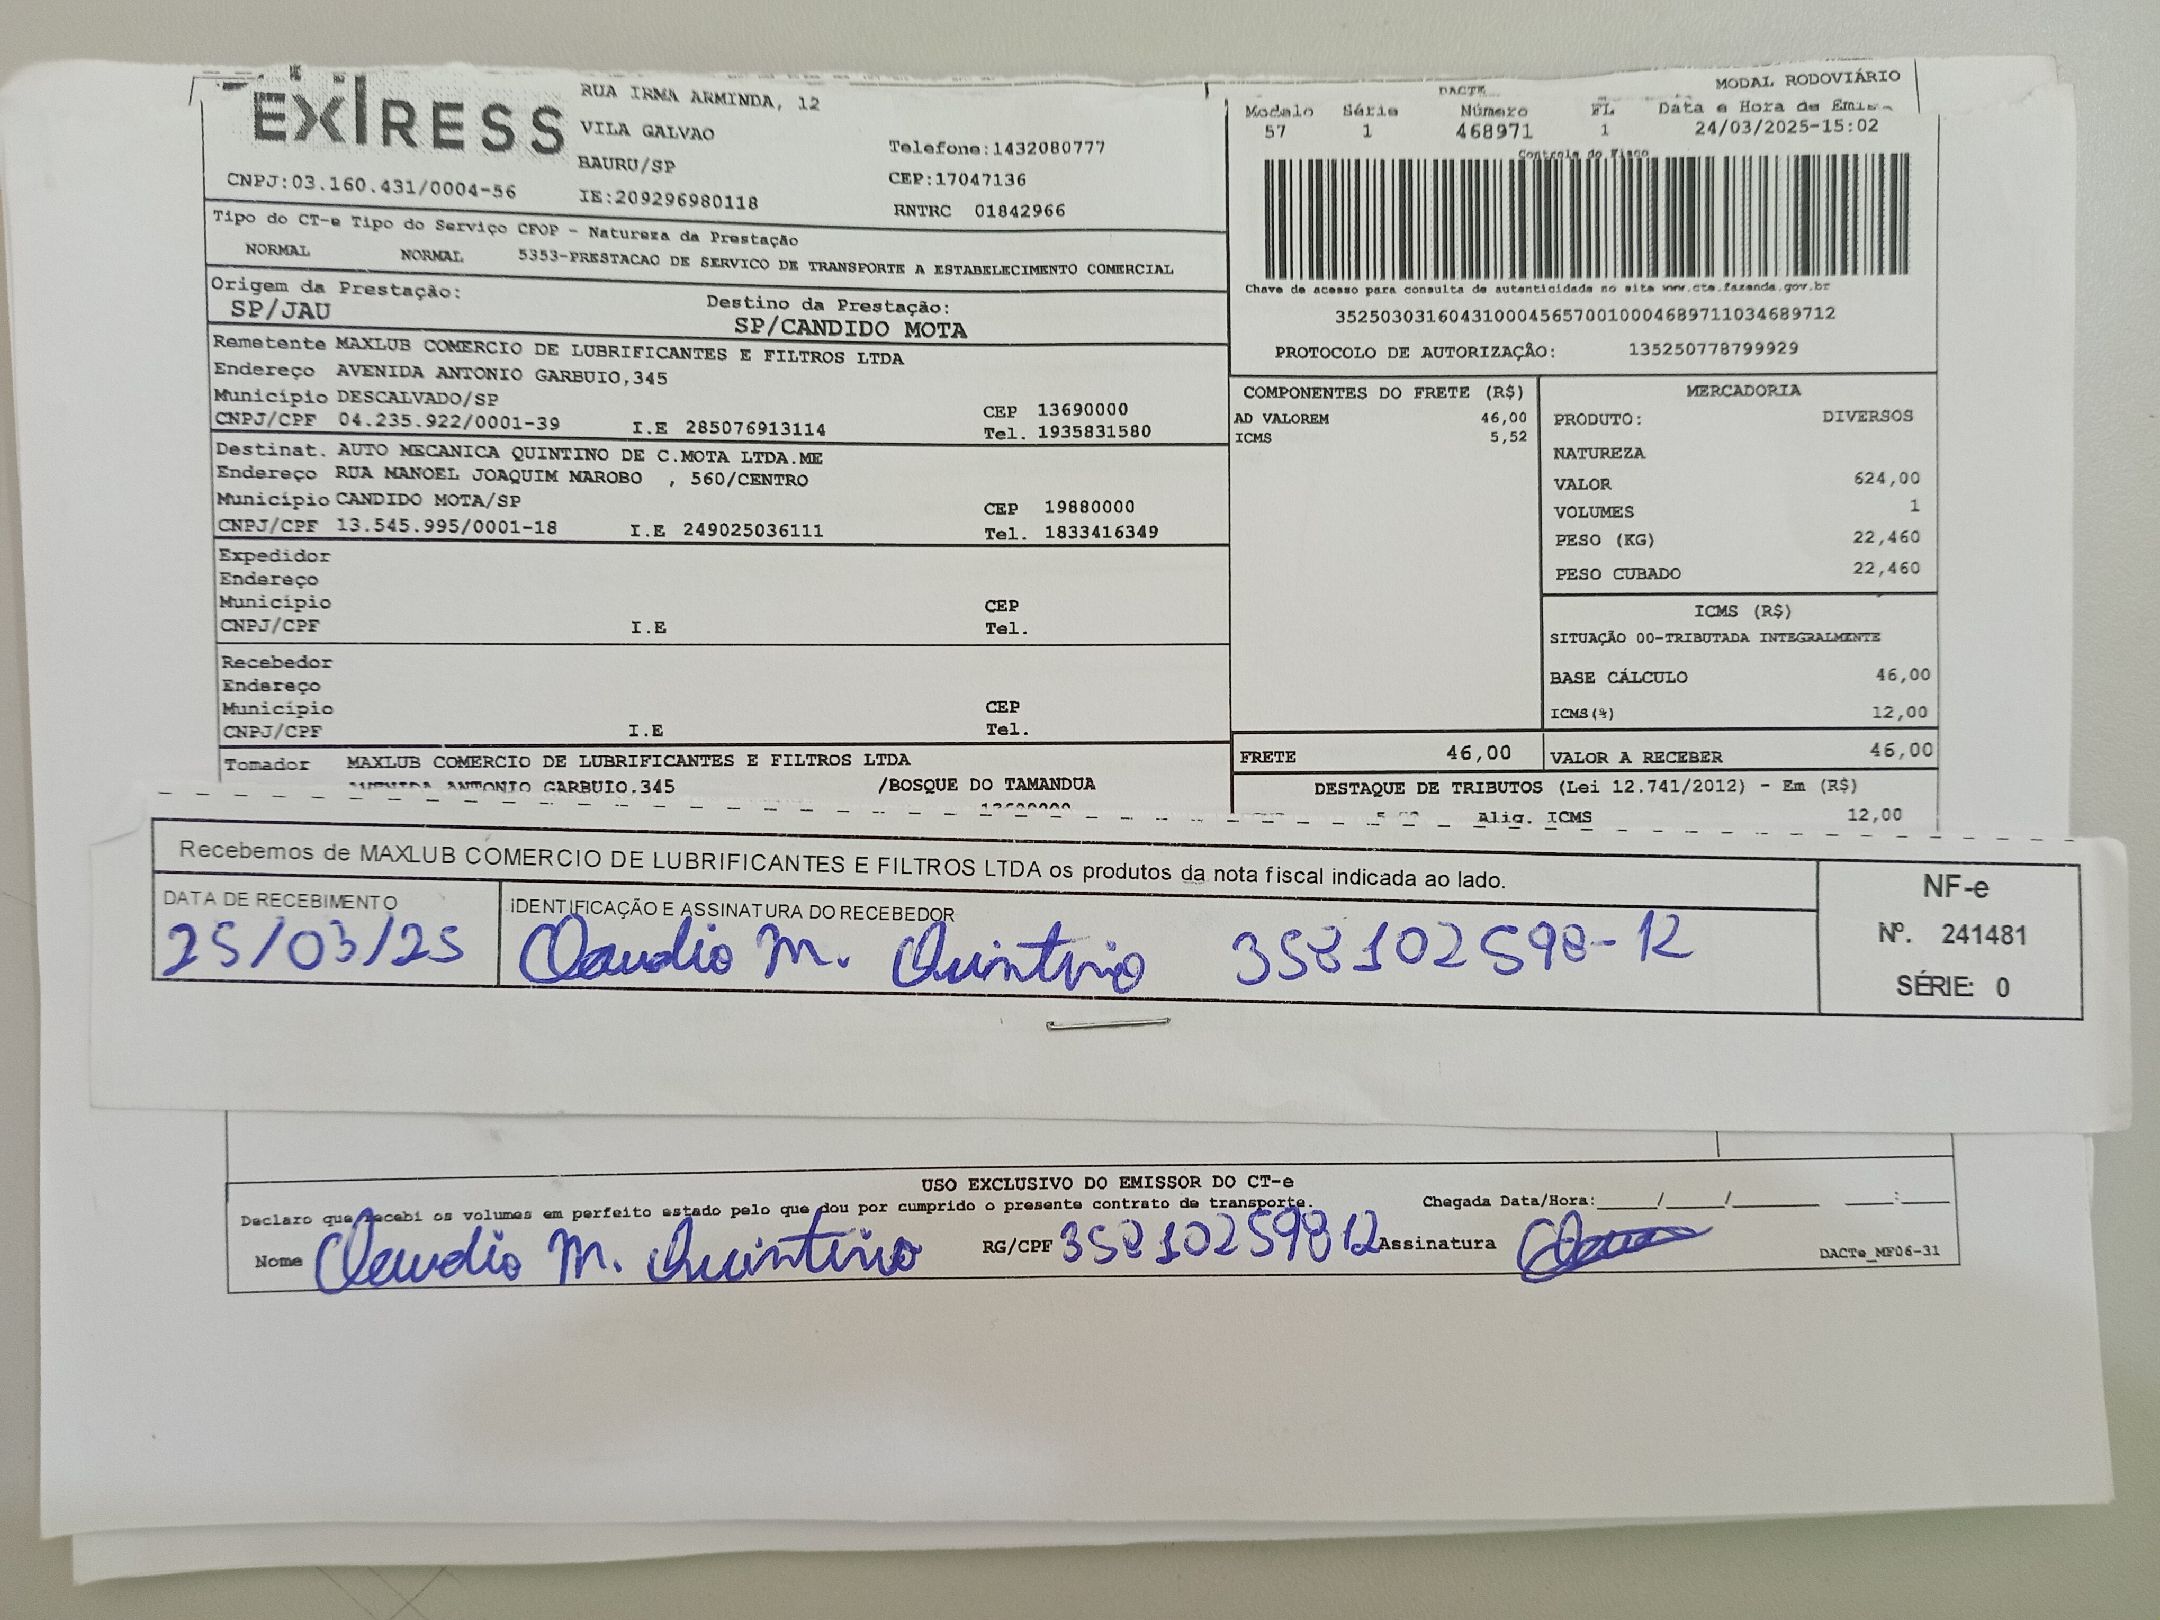 EXIRESS
RUA IRMA ARMINDA, 12
VILA GALVAO
BAURU/SP
IE:209296980118
Telefone:1432080777
CEP:17047136
RNTRC 01842966
CNPJ:03.160.431/0004-56
DACTE
MODAL RODOVIÁRIO
Modelo Série Número FL Data e Hora de Emiss
57 1 468971 1 24/03/2025-15:02
Controle do Fisco
Chave de acesso para consulta de autenticidade no site www.cte.fazenda.gov.br
35250303160431000456570010004689711034689712
PROTOCOLO DE AUTORIZAÇÃO: 135250778799929
Tipo do CT-e Tipo do Serviço CFOP - Natureza da Prestação
NORMAL NORMAL 5353-PRESTACAO DE SERVICO DE TRANSPORTE A ESTABELECIMENTO COMERCIAL
Origem da Prestação: Destino da Prestação:
SP/JAU SP/CANDIDO MOTA
Remetente MAXLUB COMERCIO DE LUBRIFICANTES E FILTROS LTDA
Endereço AVENIDA ANTONIO GARBUIO,345
Município DESCALVADO/SP CEP 13690000
CNPJ/CPF 04.235.922/0001-39 I.E 285076913114 Tel. 1935831580
Destinat. AUTO MECANICA QUINTINO DE C.MOTA LTDA.ME
Endereço RUA MANOEL JOAQUIM MAROBO , 560/CENTRO
Município CANDIDO MOTA/SP CEP 19880000
CNPJ/CPF 13.545.995/0001-18 I.E 249025036111 Tel. 1833416349
Expedidor
Endereço
Município CEP
CNPJ/CPF I.E Tel.
Recebedor
Endereço
Município CEP
CNPJ/CPF I.E Tel.
Tomador MAXLUB COMERCIO DE LUBRIFICANTES E FILTROS LTDA
ANTONIO GARBUIO,345 /BOSQUE DO TAMANDUA
COMPONENTES DO FRETE (R$)
AD VALOREM 46,00
ICMS 5,52
MERCADORIA
PRODUTO: DIVERSOS
NATUREZA
VALOR 624,00
VOLUMES 1
PESO (KG) 22,460
PESO CUBADO 22,460
ICMS (R$)
SITUAÇÃO 00-TRIBUTADA INTEGRALMENTE
BASE CÁLCULO 46,00
ICMS(%) 12,00
FRETE 46,00 VALOR A RECEBER 46,00
DESTAQUE DE TRIBUTOS (Lei 12.741/2012) - Em (R$)
Aliq. ICMS 12,00
Recebemos de MAXLUB COMERCIO DE LUBRIFICANTES E FILTROS LTDA os produtos da nota fiscal indicada ao lado.
DATA DE RECEBIMENTO IDENTIFICAÇÃO E ASSINATURA DO RECEBEDOR
25/03/25 Claudio M. Quintino 358102598-12
NF-e
Nº. 241481
SÉRIE: 0
USO EXCLUSIVO DO EMISSOR DO CT-e
Declaro que recebi os volumes em perfeito estado pelo que dou por cumprido o presente contrato de transporte. Chegada Data/Hora:____/____/____ ___:___
Nome Claudio M. Quintino RG/CPF 35810259812 Assinatura
DACTe_MF06-31